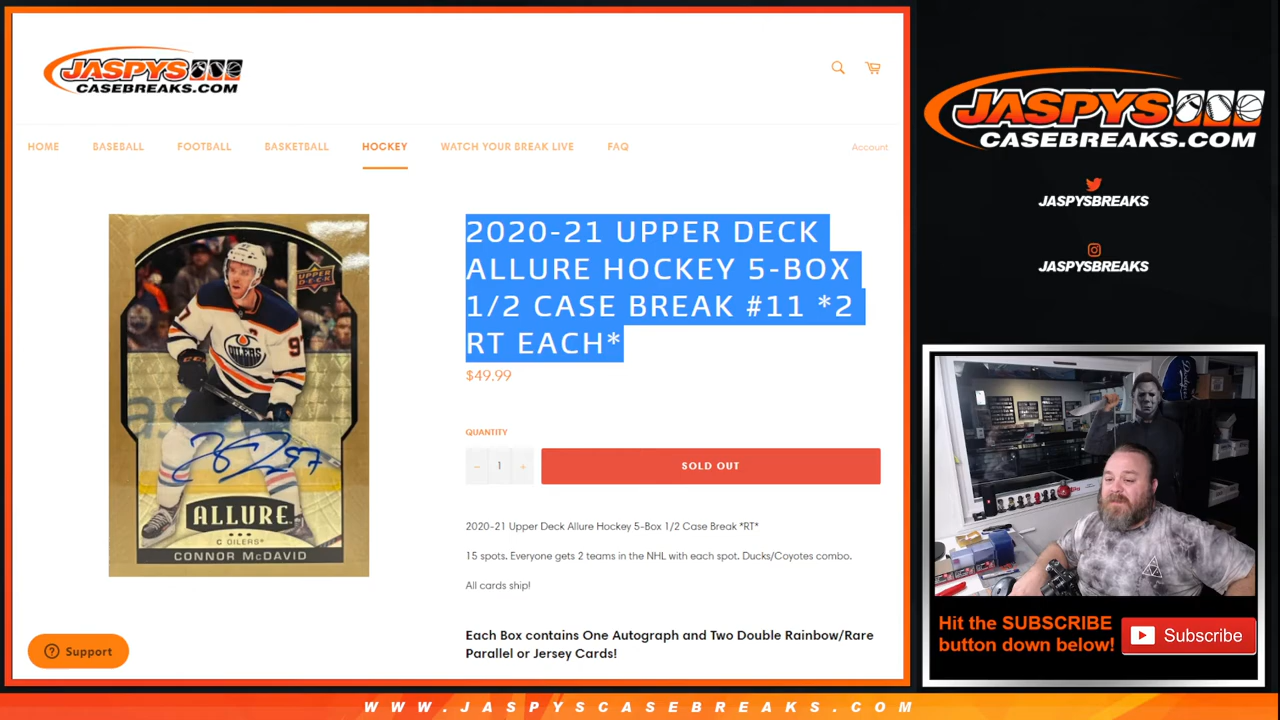 JASPYS
CASEBREAKS.COM
HOME BASEBALL FOOTBALL BASKETBALL HOCKEY WATCH YOUR BREAK LIVE FAQ Account
UPPER DECK
97
OILERS
ALLURE
C OILERS
CONNOR McDAVID
2020-21 UPPER DECK
ALLURE HOCKEY 5-BOX
1/2 CASE BREAK #11 *2
RT EACH*
$49.99
QUANTITY
− 1 +
SOLD OUT
2020-21 Upper Deck Allure Hockey 5-Box 1/2 Case Break *RT*
15 spots. Everyone gets 2 teams in the NHL with each spot. Ducks/Coyotes combo.
All cards ship!
Each Box contains One Autograph and Two Double Rainbow/Rare
Parallel or Jersey Cards!
Support
JASPYS
CASEBREAKS.COM
JASPYSBREAKS
JASPYSBREAKS
Hit the SUBSCRIBE
button down below!
Subscribe
WWW.JASPYSCASEBREAKS.COM